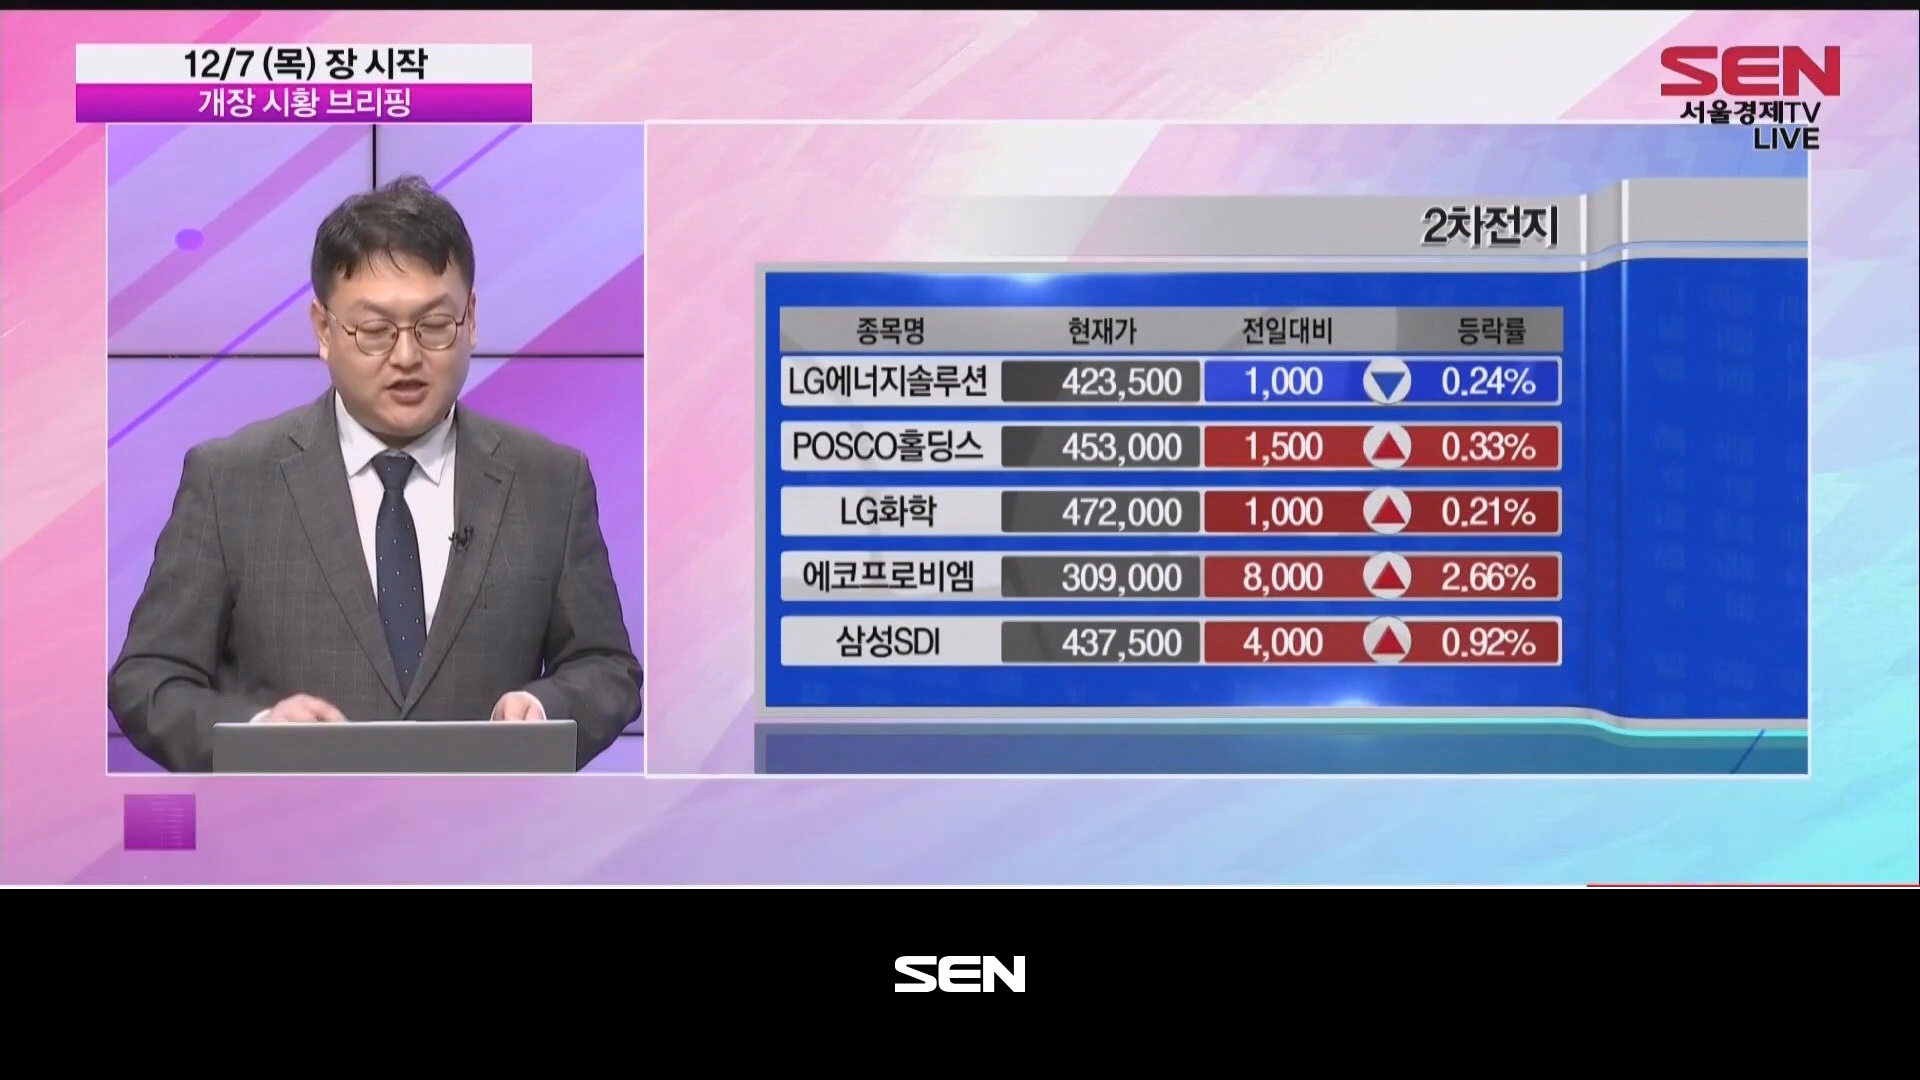 12/7 (목) 장 시작
개장 시황 브리핑
SEN
서울경제TV
LIVE
2차전지
종목명 현재가 전일대비 등락률
LG에너지솔루션 423,500 1,000 ▼ 0.24%
POSCO홀딩스 453,000 1,500 ▲ 0.33%
LG화학 472,000 1,000 ▲ 0.21%
에코프로비엠 309,000 8,000 ▲ 2.66%
삼성SDI 437,500 4,000 ▲ 0.92%
SEN